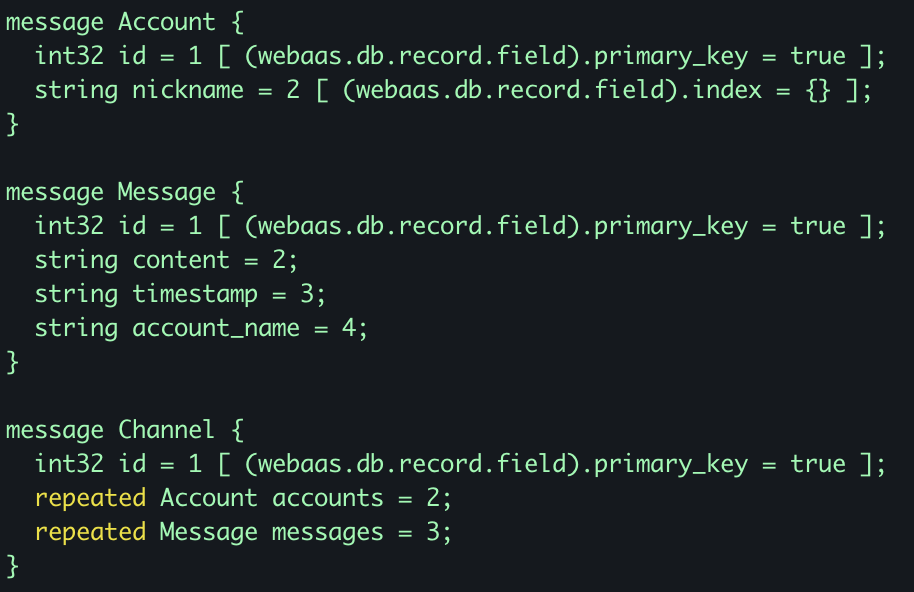 message Account {
  int32 id = 1 [ (webaas.db.record.field).primary_key = true ];
  string nickname = 2 [ (webaas.db.record.field).index = {} ];
}

message Message {
  int32 id = 1 [ (webaas.db.record.field).primary_key = true ];
  string content = 2;
  string timestamp = 3;
  string account_name = 4;
}

message Channel {
  int32 id = 1 [ (webaas.db.record.field).primary_key = true ];
  repeated Account accounts = 2;
  repeated Message messages = 3;
}